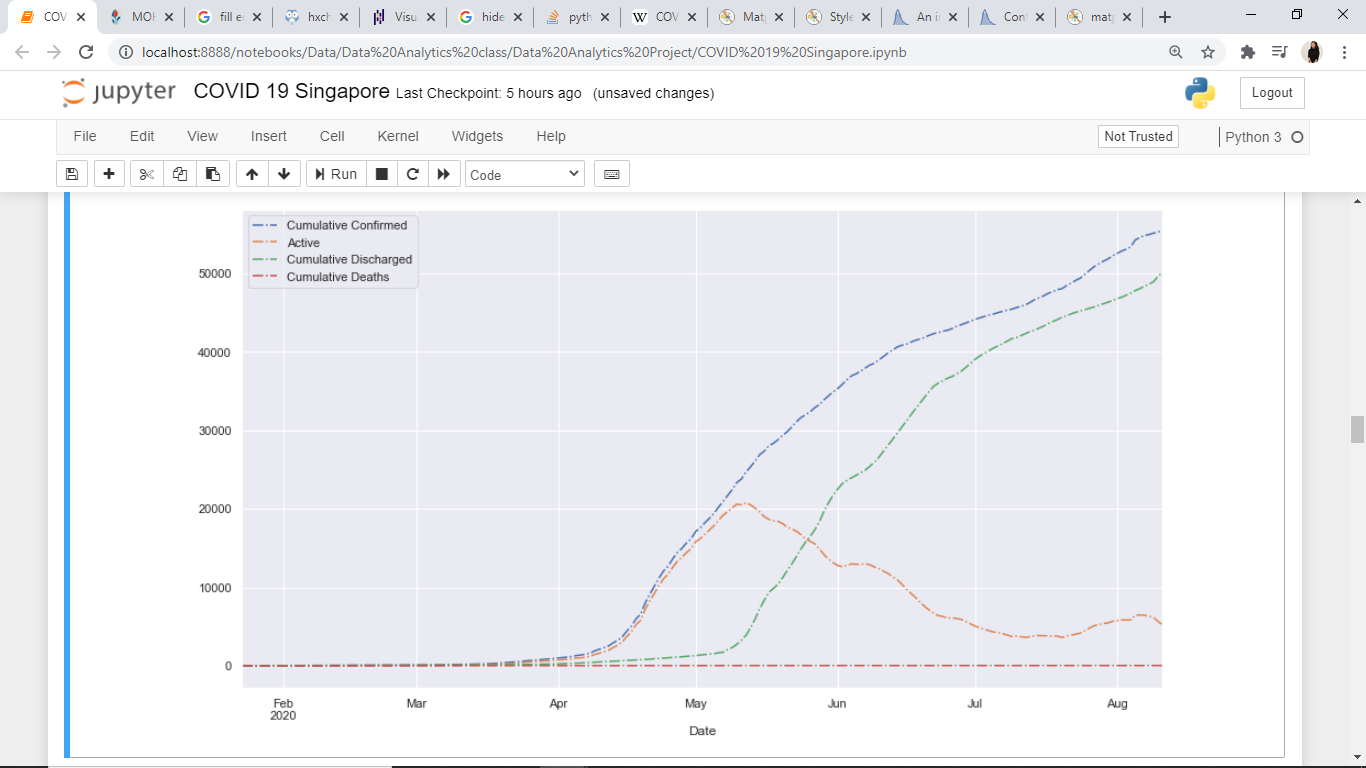 COV MOH fill e hxch Visu hide pyth W COV Mat Style An i Con mat
localhost:8888/notebooks/Data/Data%20Analytics%20class/Data%20Analytics%20Project/COVID%2019%20Singapore.ipynb
jupyter COVID 19 Singapore Last Checkpoint: 5 hours ago (unsaved changes) Logout
File Edit View Insert Cell Kernel Widgets Help Not Trusted Python 3
Run Code
Cumulative Confirmed
Active
Cumulative Discharged
Cumulative Deaths
50000
40000
30000
20000
10000
0
Feb Mar Apr May Jun Jul Aug
2020
Date